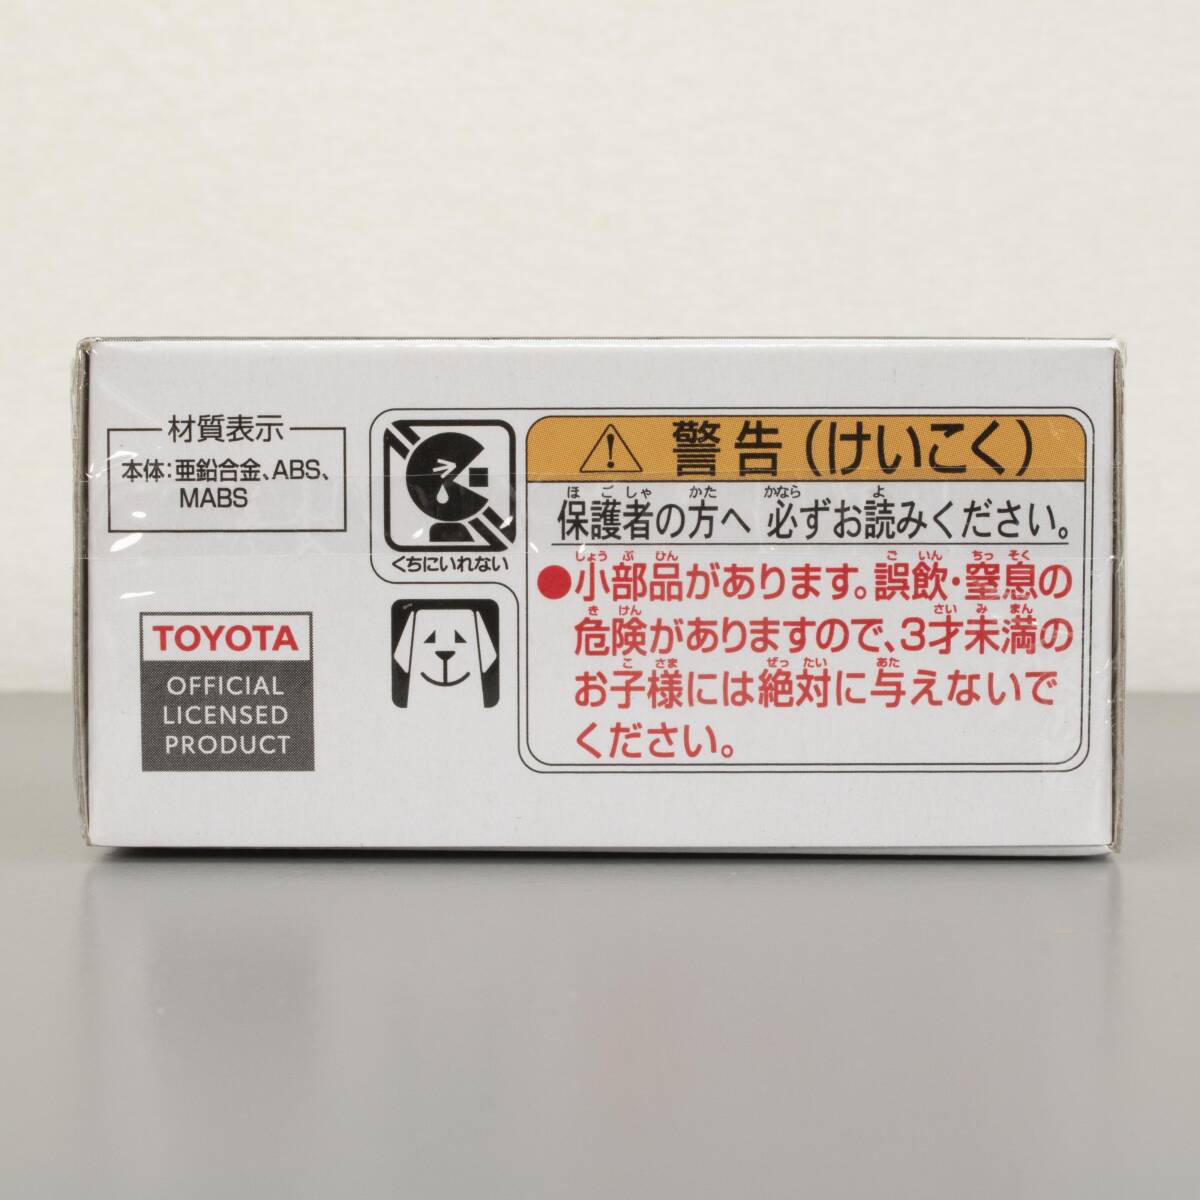 材質表示
本体：亜鉛合金、ABS、
MABS
TOYOTA
OFFICIAL
LICENSED
PRODUCT
くちにいれない
警告（けいこく）
ほごしゃ かた かなら よ
保護者の方へ 必ずお読みください。
しょうぶひん ごいん ちっそく
●小部品があります。誤飲・窒息の
きけん さいみまん
危険がありますので、3才未満の
こさま ぜったい あた
お子様には絶対に与えないで
ください。